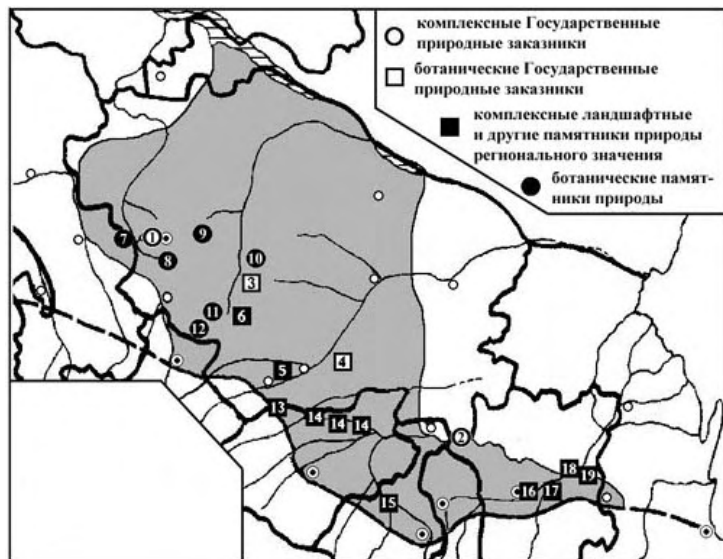 комплексные Государственные
природные заказники
ботанические Государственные
природные заказники
комплексные ландшафтные
и другие памятники природы
регионального значения
ботанические памят-
ники природы
7
1
9
8
10
3
11
6
12
5
4
13
14
14
14
2
18
19
16
17
15